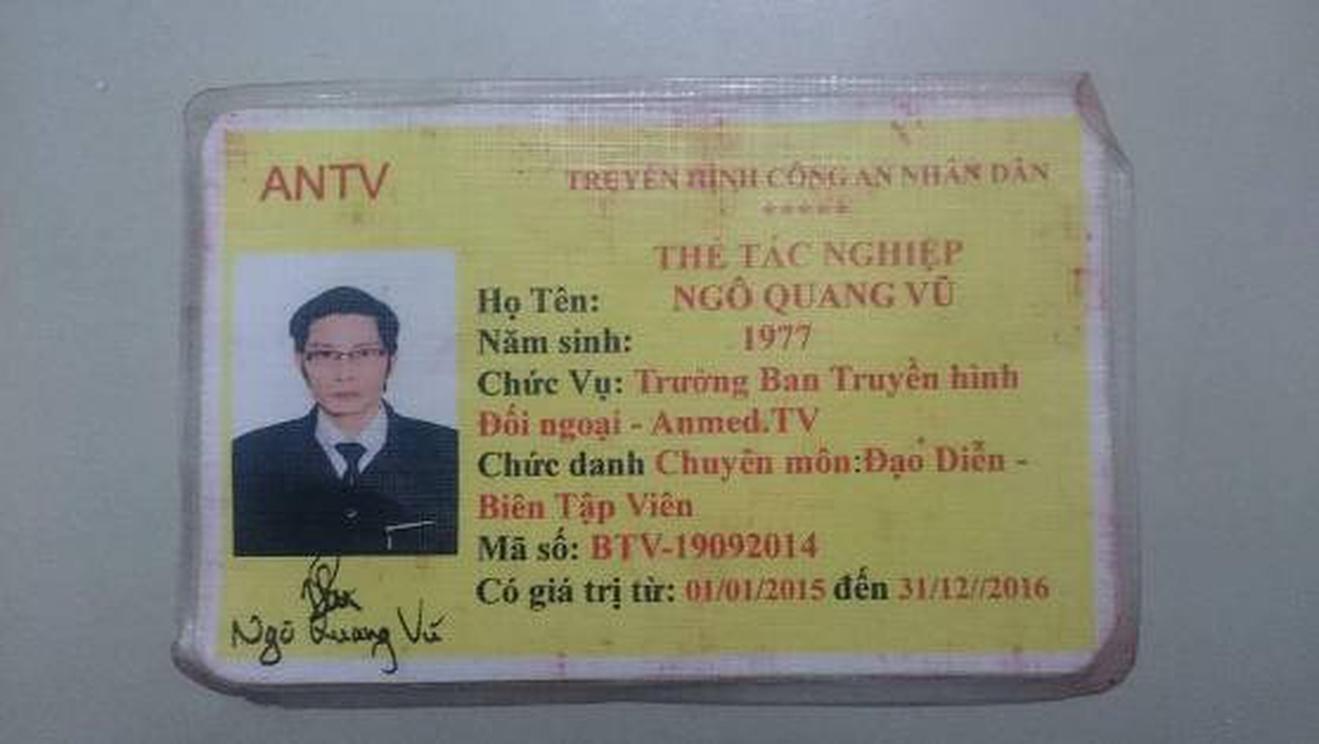 ANTV
TRUYỀN HÌNH CÔNG AN NHÂN DÂN
*****
THẺ TÁC NGHIỆP
Họ Tên: NGÔ QUANG VŨ
Năm sinh: 1977
Chức Vụ: Trưởng Ban Truyền hình
Đối ngoại - Anmed.TV
Chức danh Chuyên môn:Đạo Diễn -
Biên Tập Viên
Mã số: BTV-19092014
Có giá trị từ: 01/01/2015 đến 31/12//2016
Ngô Quang Vũ